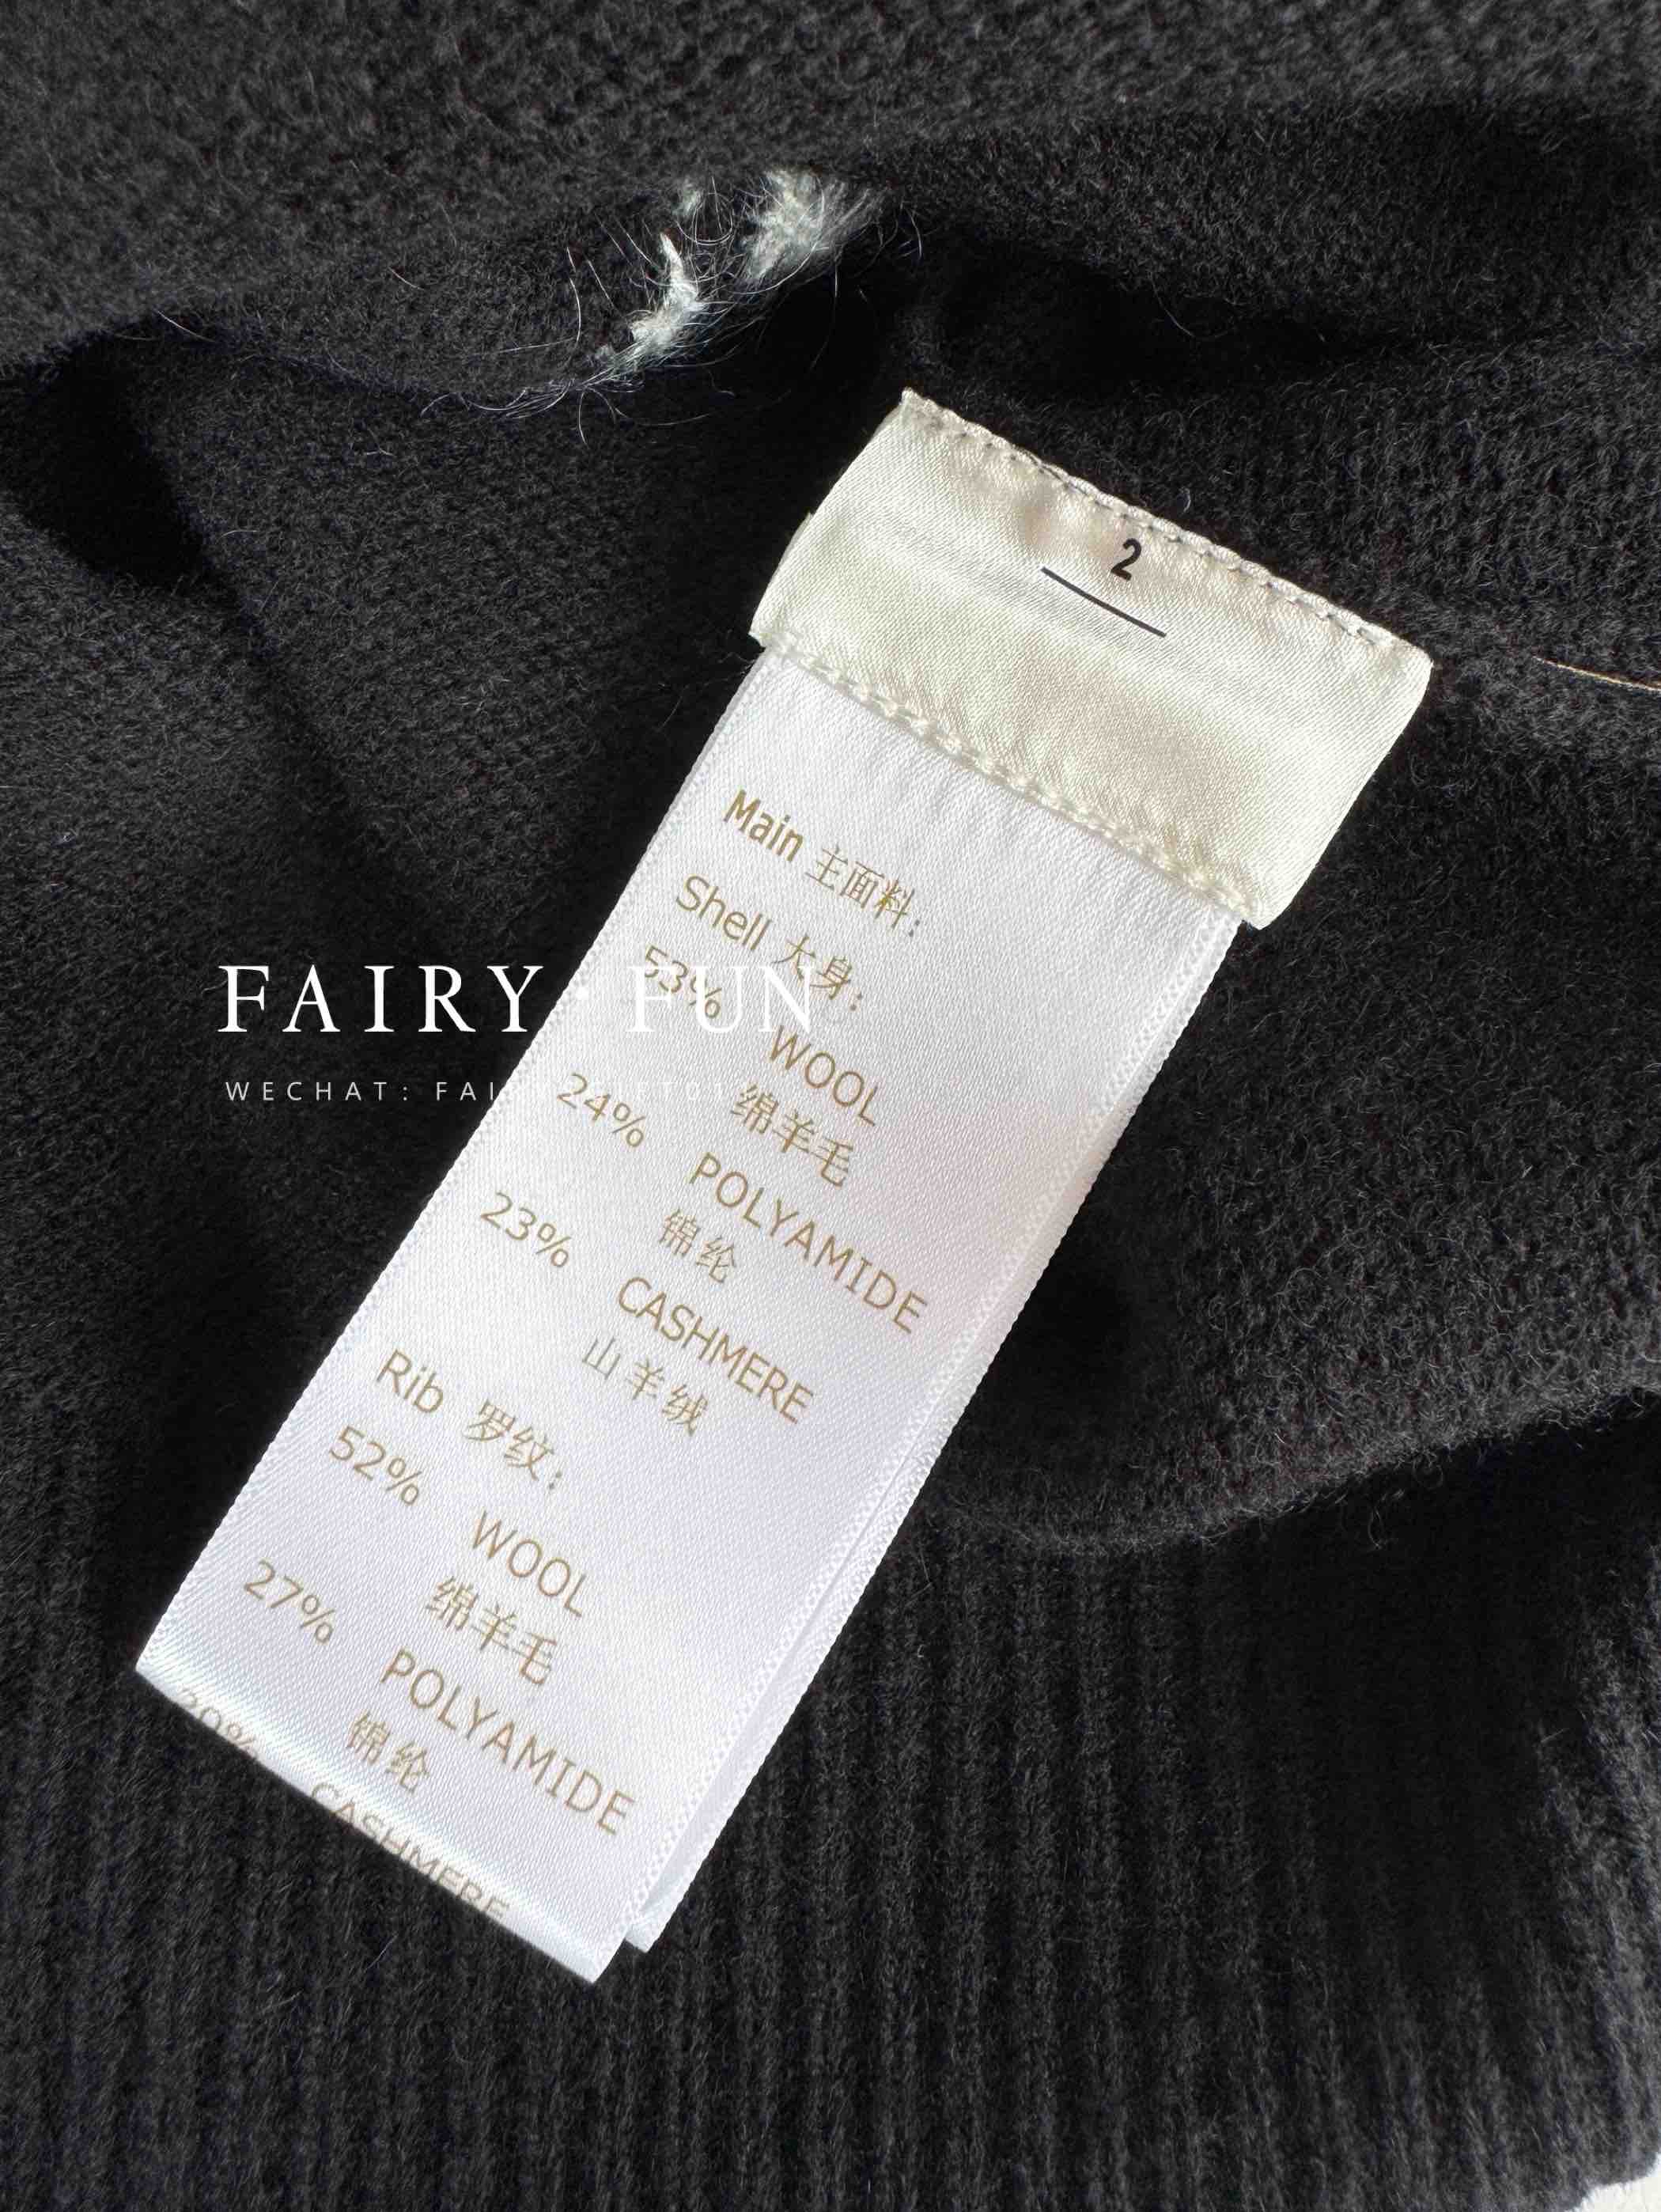 2
Main 主面料:
Shell 大身:
53% WOOL
绵羊毛
24% POLYAMIDE
锦纶
23% CASHMERE
山羊绒
Rib 罗纹:
52% WOOL
绵羊毛
27% POLYAMIDE
锦纶
CASHMERE
FAIRY·FUN
WECHAT: